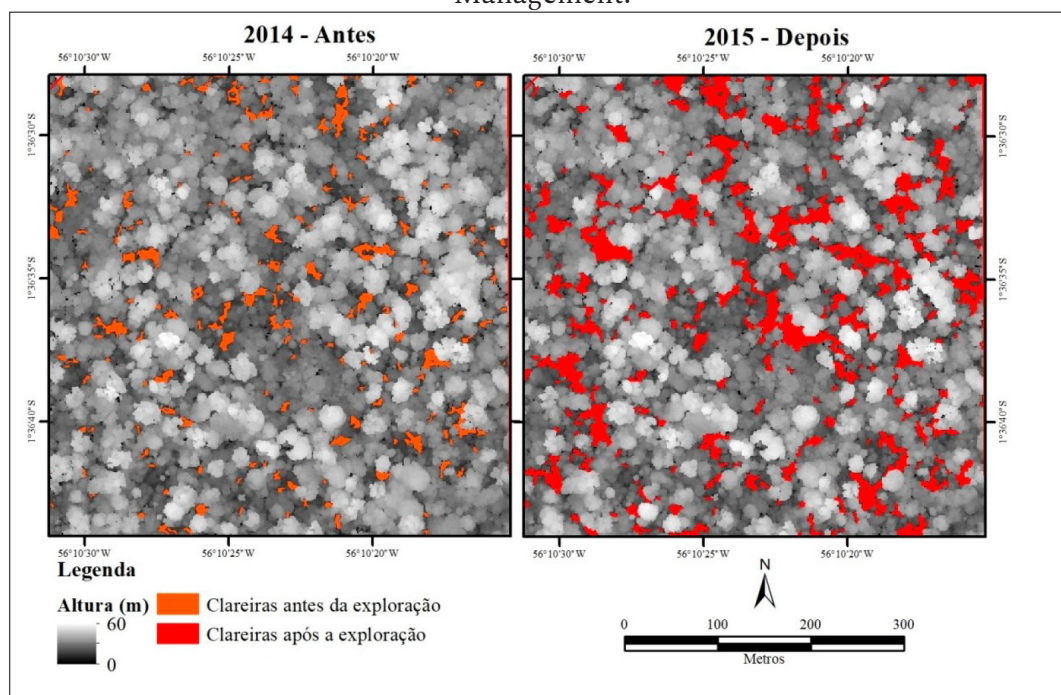 Management.
2014 - Antes
2015 - Depois
56°10'30"W 56°10'25"W 56°10'20"W
56°10'30"W 56°10'25"W 56°10'20"W
1°36'30"S
1°36'35"S
1°36'40"S
1°36'30"S
1°36'35"S
1°36'40"S
56°10'30"W 56°10'25"W 56°10'20"W
56°10'30"W 56°10'25"W 56°10'20"W
Legenda
Altura (m)
60
0
Clareiras antes da exploração
Clareiras após a exploração
N
0 100 200 300
Metros